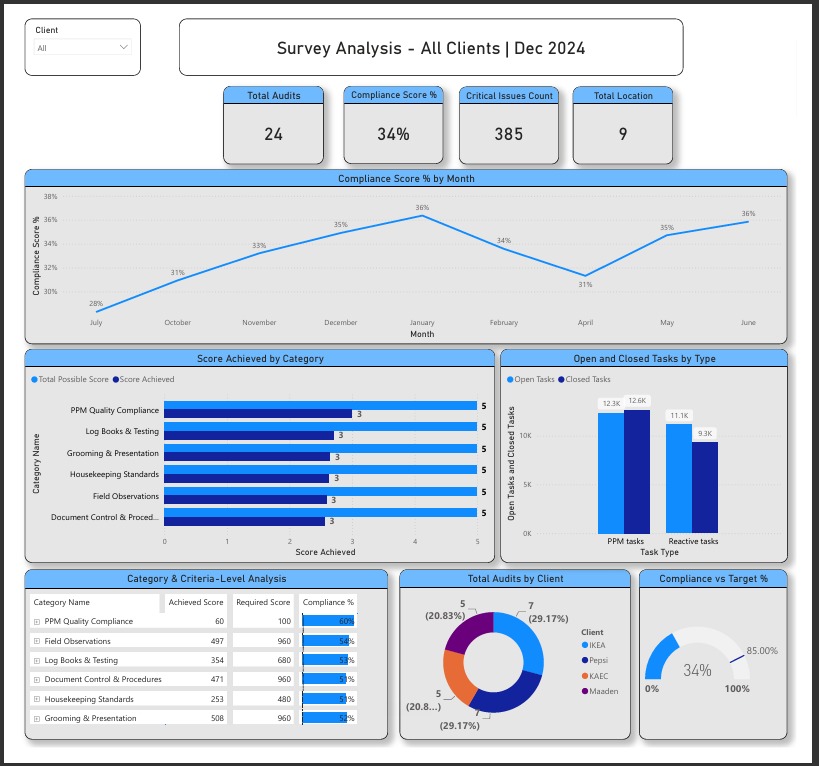 Client
All
Survey Analysis - All Clients | Dec 2024
Total Audits
24
Compliance Score %
34%
Critical Issues Count
385
Total Location
9
Compliance Score % by Month
Compliance Score %
38%
36%
34%
32%
30%
28%
31%
33%
35%
36%
34%
31%
35%
36%
July
October
November
December
January
February
April
May
June
Month
Score Achieved by Category
Total Possible Score Score Achieved
Category Name
PPM Quality Compliance 5
3
Log Books & Testing 5
3
Grooming & Presentation 5
3
Housekeeping Standards 5
3
Field Observations 5
3
Document Control & Proced... 5
3
0 1 2 3 4 5
Score Achieved
Open and Closed Tasks by Type
Open Tasks Closed Tasks
Open Tasks and Closed Tasks
10K
5K
0K
12.3K 12.6K
11.1K
9.3K
PPM tasks Reactive tasks
Task Type
Category & Criteria-Level Analysis
Category Name Achieved Score Required Score Compliance %
PPM Quality Compliance 60 100 60%
Field Observations 497 960 54%
Log Books & Testing 354 680 53%
Document Control & Procedures 471 960 51%
Housekeeping Standards 253 480 51%
Grooming & Presentation 508 960 52%
Total Audits by Client
5
(20.83%)
7
(29.17%)
5
(20.8...)
7
(29.17%)
Client
IKEA
Pepsi
KAEC
Maaden
Compliance vs Target %
85.00%
34%
0% 100%